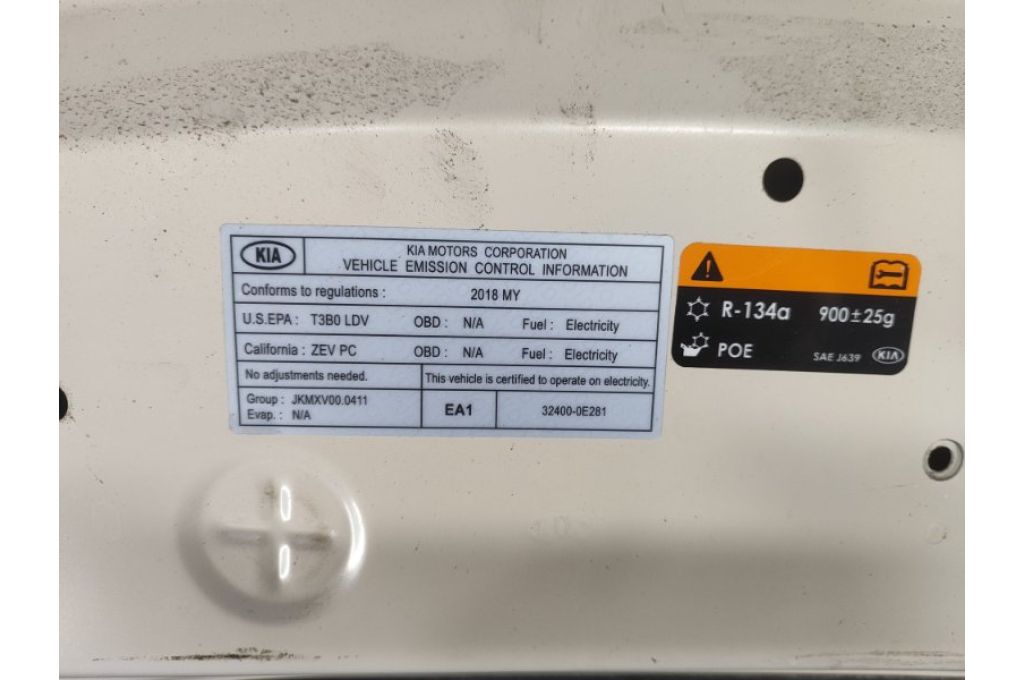 KIA
KIA MOTORS CORPORATION
VEHICLE EMISSION CONTROL INFORMATION
Conforms to regulations : 2018 MY
U.S.EPA : T3B0 LDV OBD : N/A Fuel : Electricity
California : ZEV PC OBD : N/A Fuel : Electricity
No adjustments needed. This vehicle is certified to operate on electricity.
Group : JKMXV00.0411
Evap. : N/A
EA1
32400-0E281
R-134a 900±25g
POE SAE J639 KIA